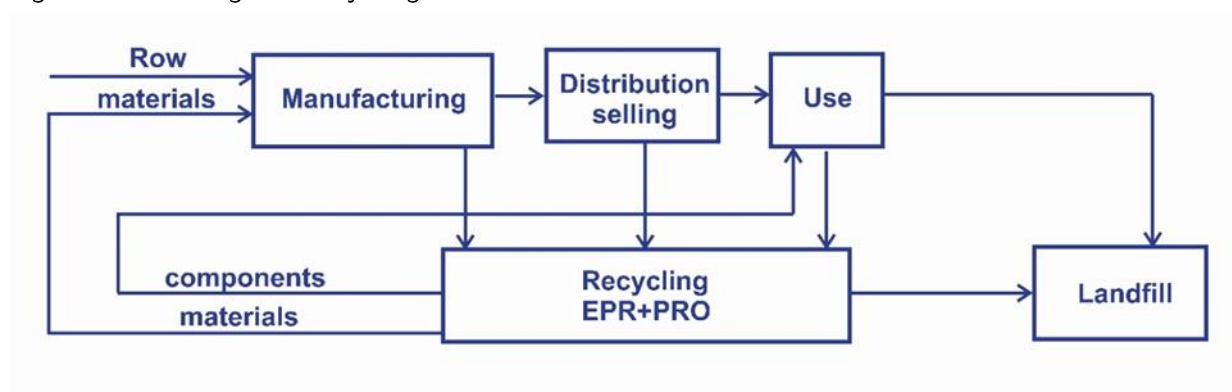 Row
materials
Manufacturing
Distribution
selling
Use
components
materials
Recycling
EPR+PRO
Landfill